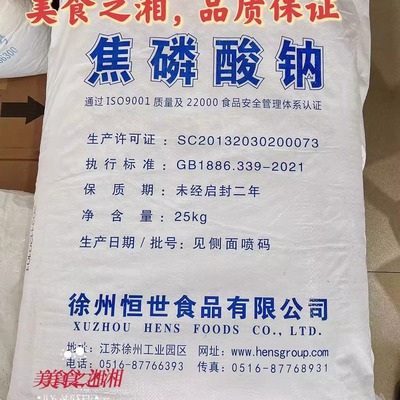 美食之湘，品质保证
焦磷酸钠
通过ISO9001质量及22000食品安全管理体系认证
生产许可证：SC20132030200073
执行标准：GB1886.339-2021
保质期：未经启封二年
净含量：25kg
生产日期/批号：见侧面喷码
徐州恒世食品有限公司
XUZHOU HENS FOODS CO., LTD.
地址：江苏徐州工业园区 网址：www.hensgroup.com
电话：0516-87766393 传真：0516-87768931
美食之湘